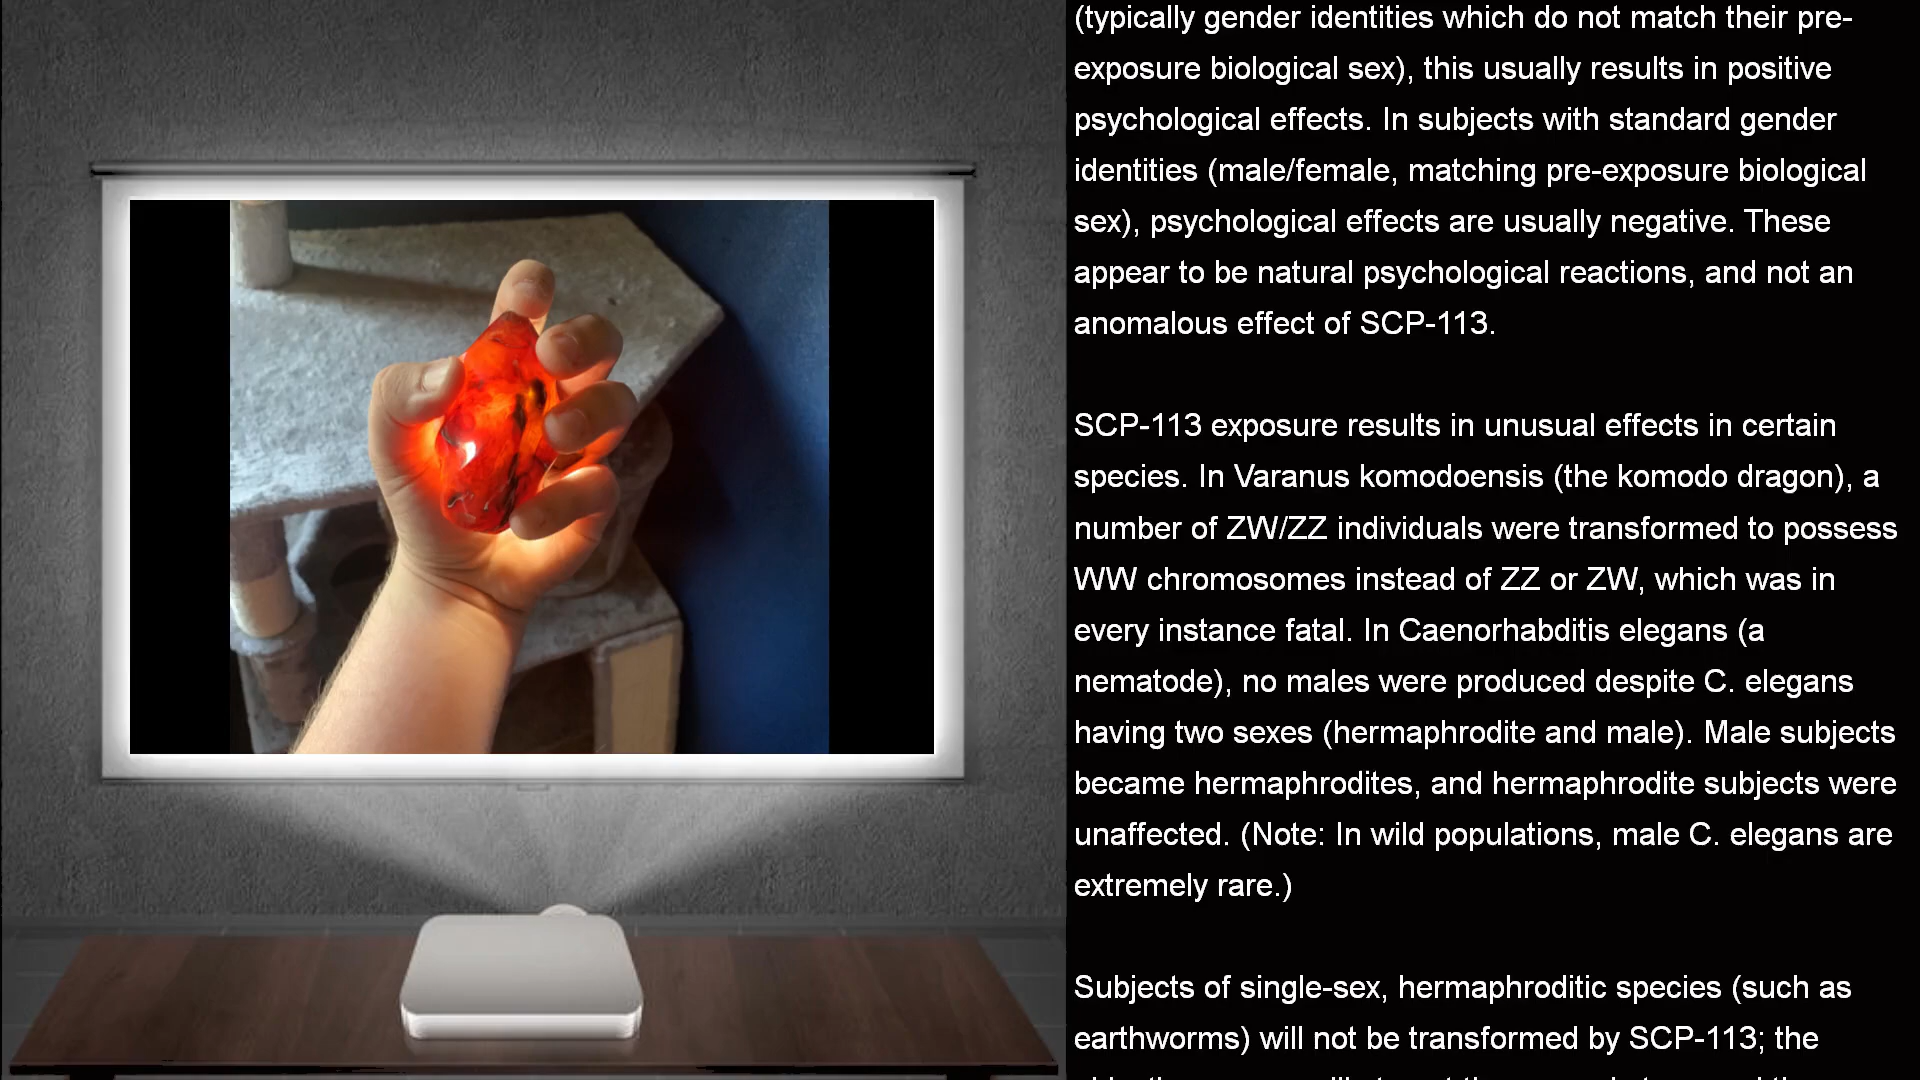 (typically gender identities which do not match their pre-
exposure biological sex), this usually results in positive
psychological effects. In subjects with standard gender
identities (male/female, matching pre-exposure biological
sex), psychological effects are usually negative. These
appear to be natural psychological reactions, and not an
anomalous effect of SCP-113.
SCP-113 exposure results in unusual effects in certain
species. In Varanus komodoensis (the komodo dragon), a
number of ZW/ZZ individuals were transformed to possess
WW chromosomes instead of ZZ or ZW, which was in
every instance fatal. In Caenorhabditis elegans (a
nematode), no males were produced despite C. elegans
having two sexes (hermaphrodite and male). Male subjects
became hermaphrodites, and hermaphrodite subjects were
unaffected. (Note: In wild populations, male C. elegans are
extremely rare.)
Subjects of single-sex, hermaphroditic species (such as
earthworms) will not be transformed by SCP-113; the